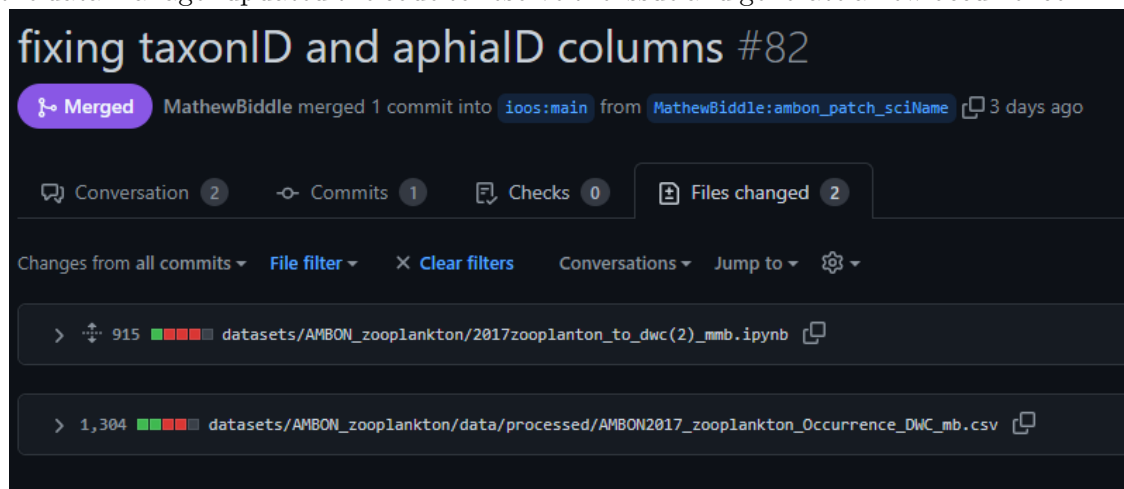 fixing taxonID and aphiaID columns #82
Merged MathewBiddle merged 1 commit into ioos:main from MathewBiddle:ambon_patch_sciName 3 days ago
Conversation 2 Commits 1 Checks 0 Files changed 2
Changes from all commits File filter Clear filters Conversations Jump to
915 datasets/AMBON_zooplankton/2017zooplanton_to_dwc(2)_mmb.ipynb
1,304 datasets/AMBON_zooplankton/data/processed/AMBON2017_zooplankton_Occurrence_DWC_mb.csv